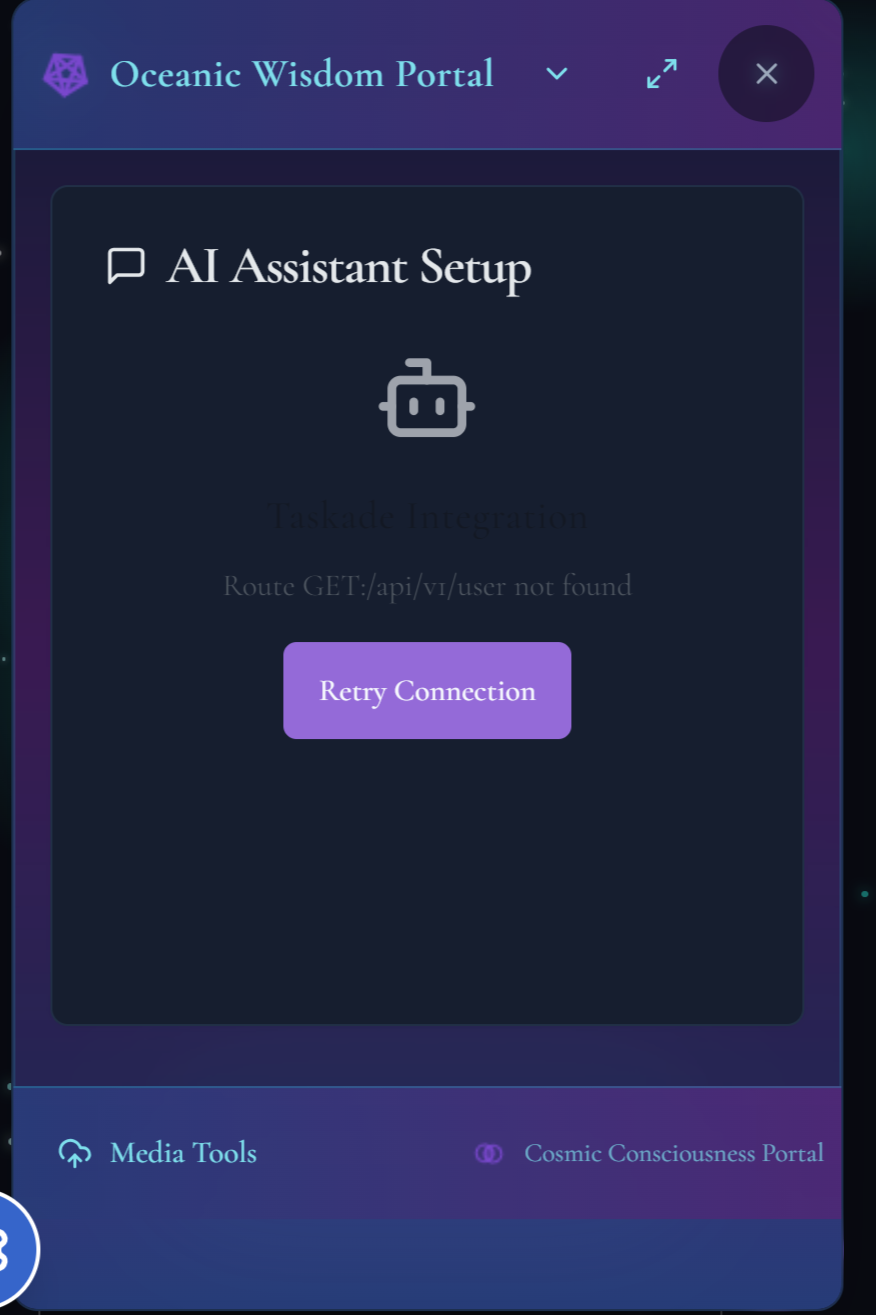 Oceanic Wisdom Portal
AI Assistant Setup
Taskade Integration
Route GET:/api/v1/user not found
Retry Connection
Media Tools
Cosmic Consciousness Portal